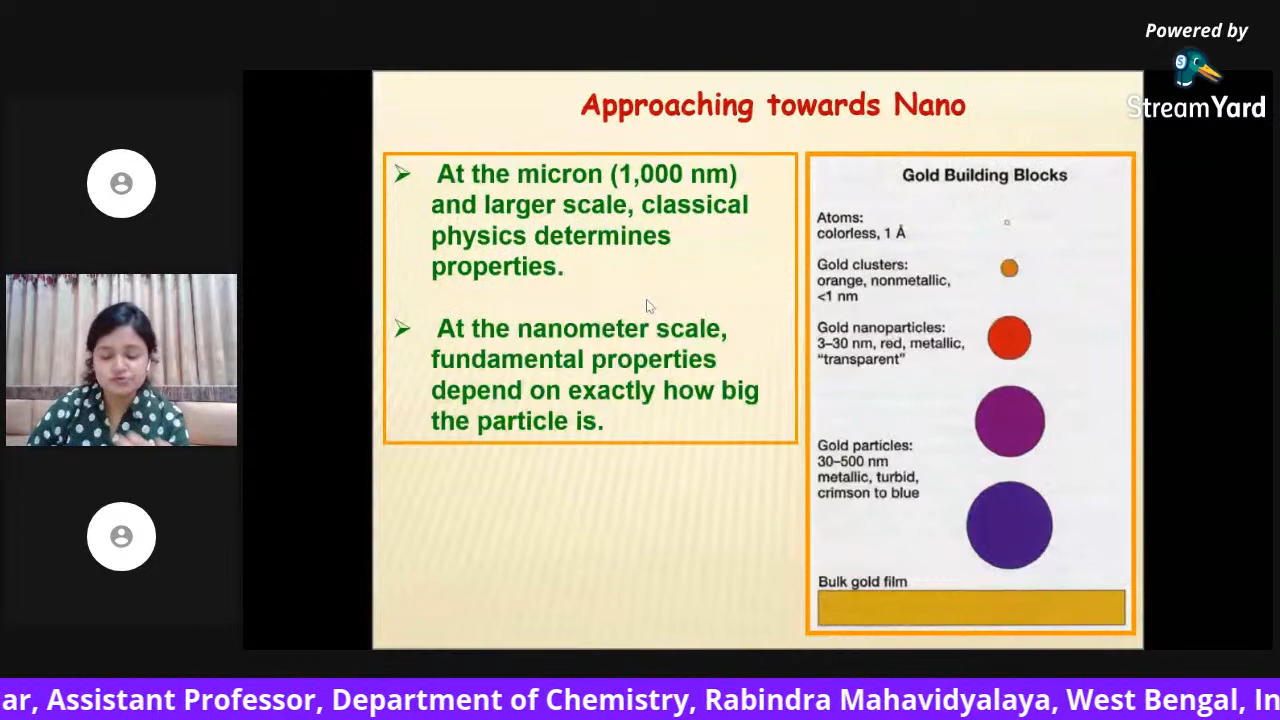 Powered by
StreamYard
Approaching towards Nano
➢ At the micron (1,000 nm)
and larger scale, classical
physics determines
properties.
➢ At the nanometer scale,
fundamental properties
depend on exactly how big
the particle is.
Gold Building Blocks
Atoms:
colorless, 1 Å
Gold clusters:
orange, nonmetallic,
<1 nm
Gold nanoparticles:
3–30 nm, red, metallic,
“transparent”
Gold particles:
30–500 nm
metallic, turbid,
crimson to blue
Bulk gold film
ar, Assistant Professor, Department of Chemistry, Rabindra Mahavidyalaya, West Bengal, In